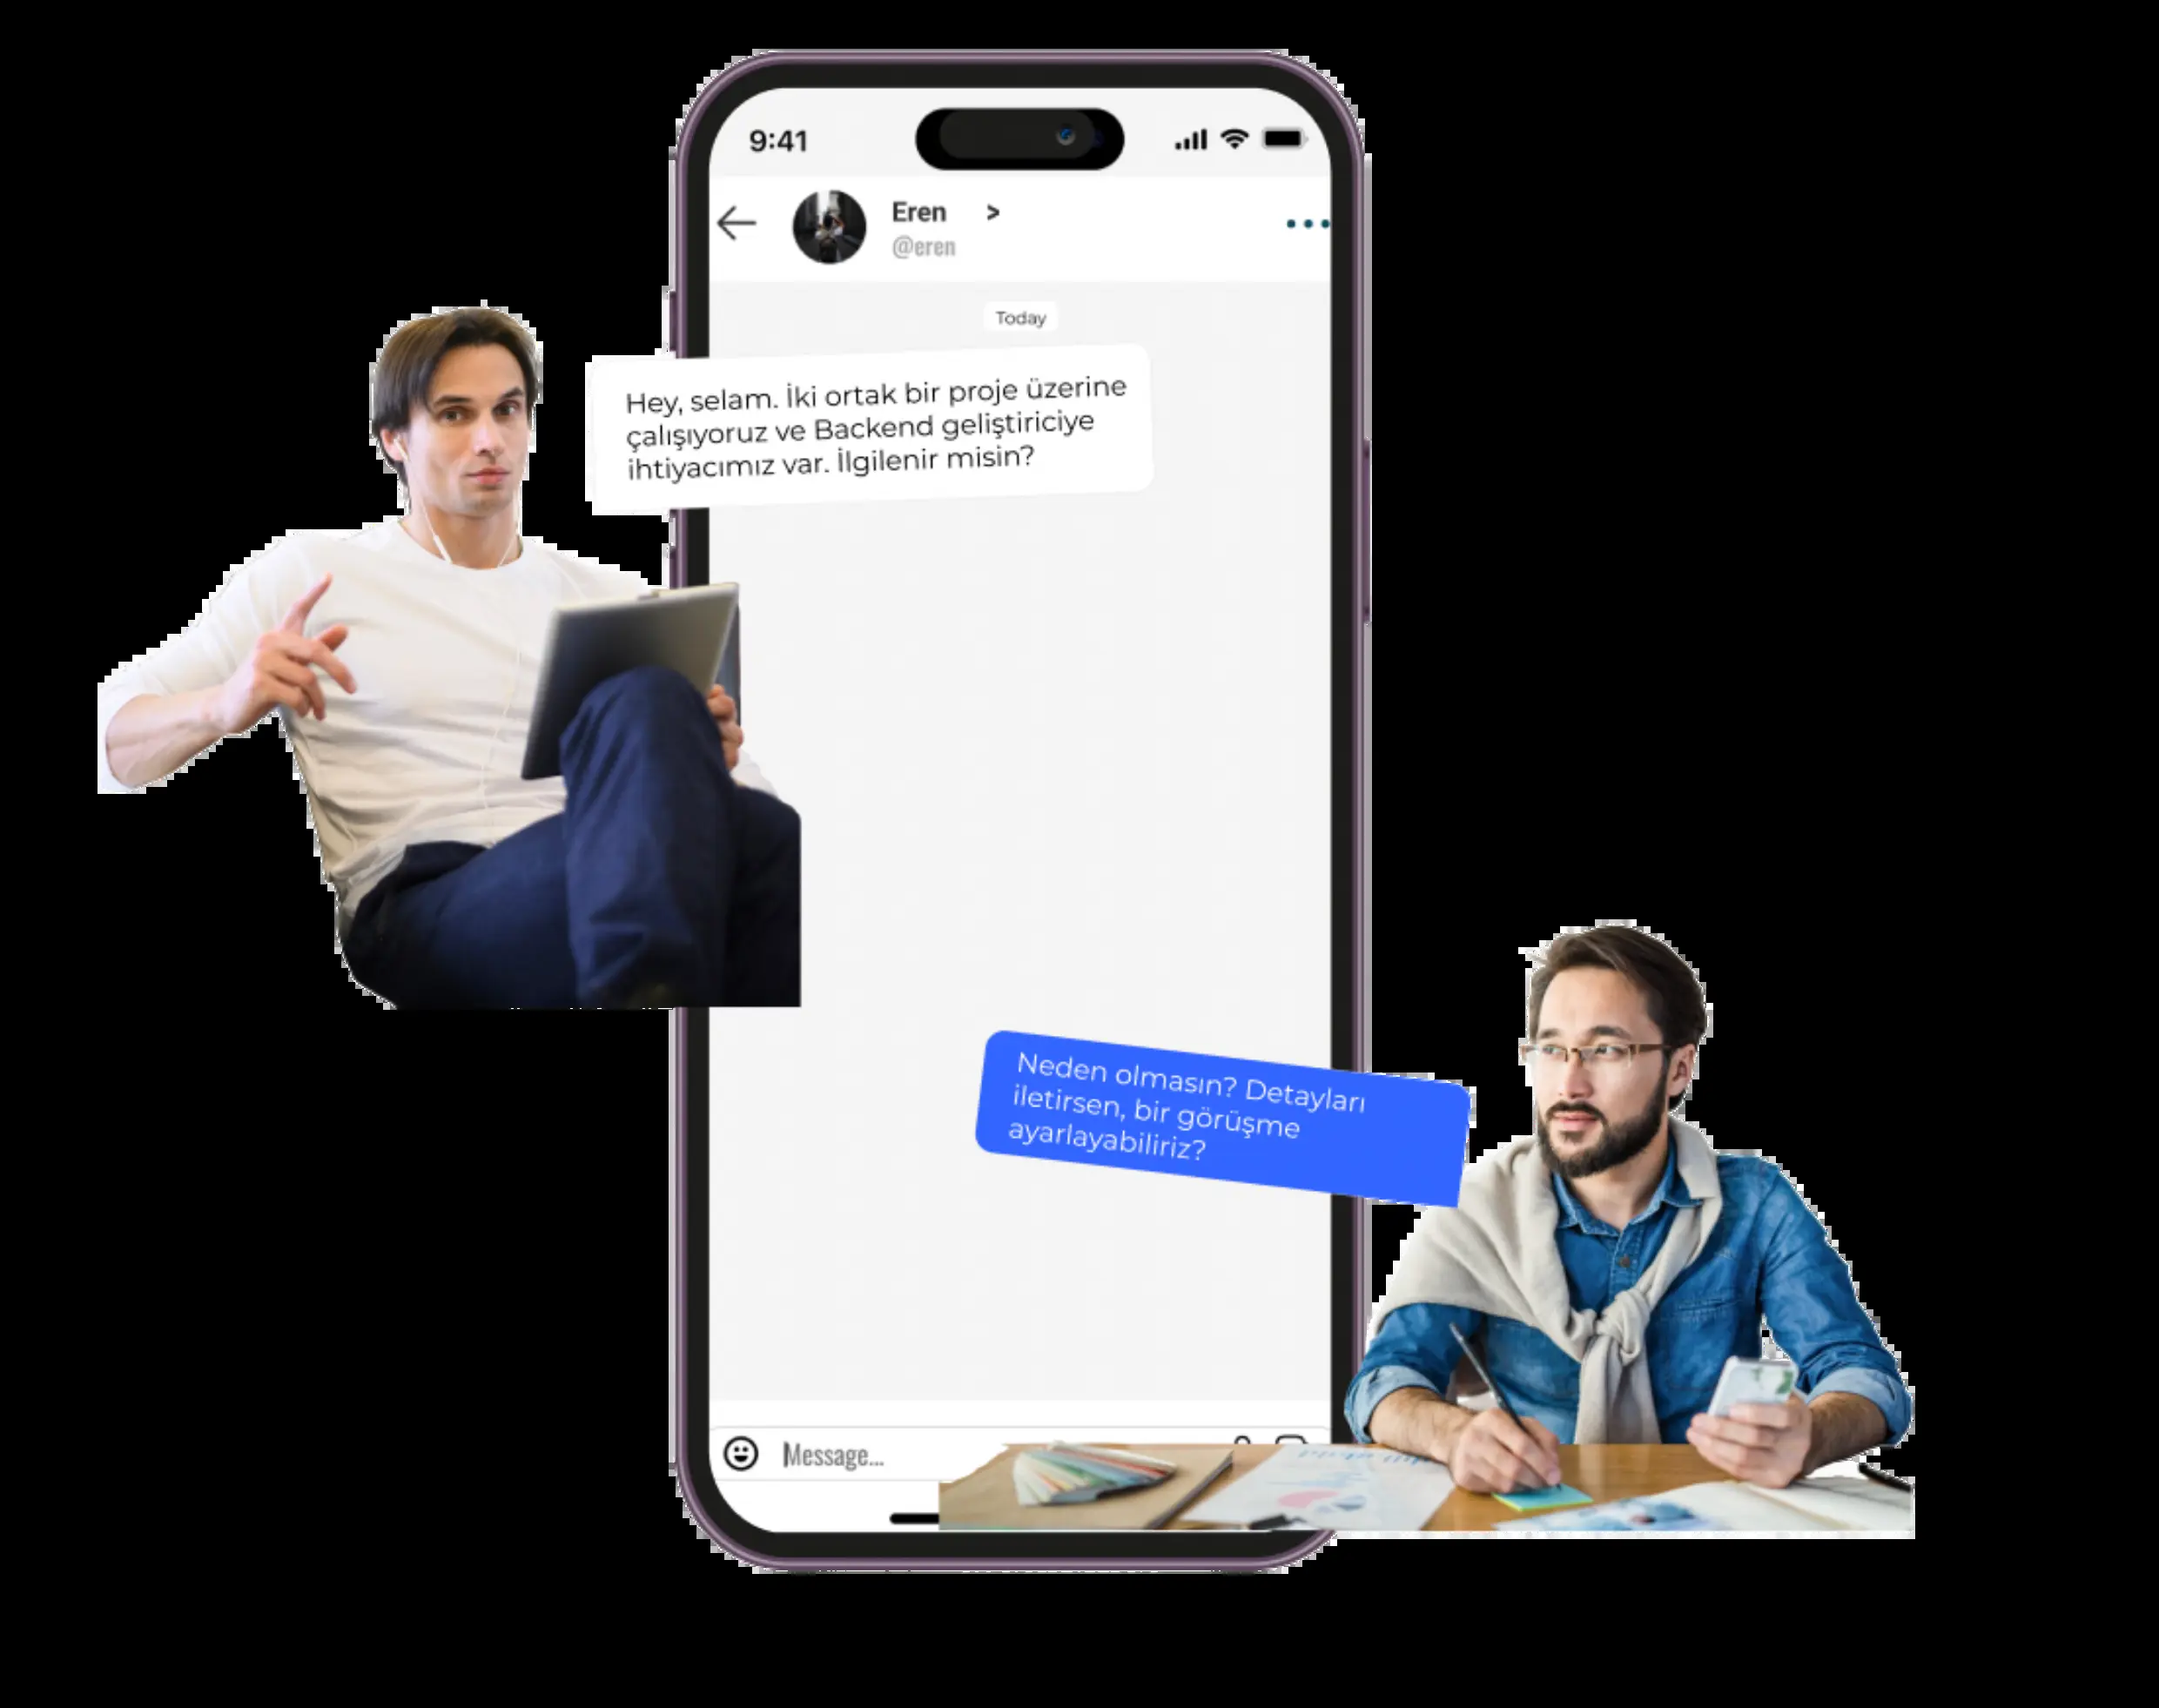 9:41
Eren >
@eren
Today
Hey, selam. İki ortak bir proje üzerine
çalışıyoruz ve Backend geliştiriciye
ihtiyacımız var. İlgilenir misin?
Neden olmasın? Detayları
iletirsen, bir görüşme
ayarlayabiliriz?
Message...